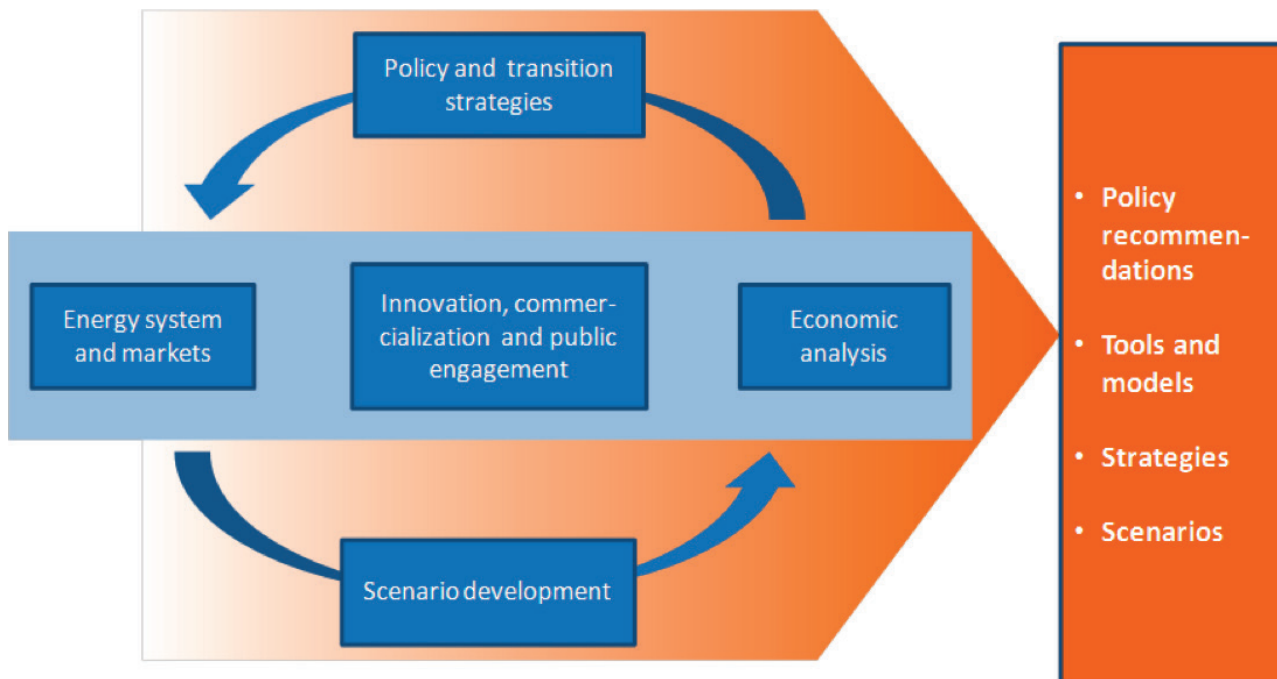 Policy and transition
strategies
Energy system
and markets
Innovation, commer-
cialization and public
engagement
Economic
analysis
Scenario development
• Policy
recommen-
dations
• Tools and
models
• Strategies
• Scenarios